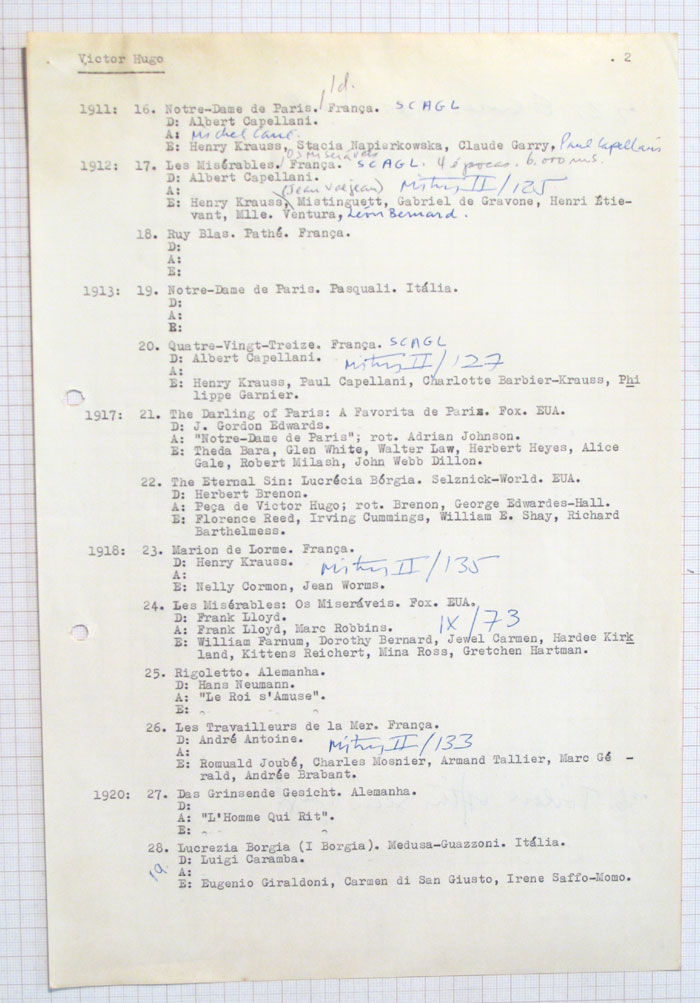 Victor Hugo . 2
1d.
1911: 16. Notre-Dame de Paris. França. SCAGL
D: Albert Capellani.
A: Michel Carré.
E: Henry Krauss, Stacia Napierkowska, Claude Garry, Paul Capellani
Os Miseráveis
1912: 17. Les Misérables. França. SCAGL. 4 épocas. 6.000 ms.
D: Albert Capellani.
(Jean Valjean)
A: Mitry II/125
E: Henry Krauss, Mistinguett, Gabriel de Gravone, Henri Étie-
vant, Mlle. Ventura, Léon Bernard.
18. Ruy Blas. Pathé. França.
D:
A:
E:
1913: 19. Notre-Dame de Paris. Pasquali. Itália.
D:
A:
E:
20. Quatre-Vingt-Treize. França. SCAGL
D: Albert Capellani.
A: Mitry II/127
E: Henry Krauss, Paul Capellani, Charlotte Barbier-Krauss, Phi
lippe Garnier.
1917: 21. The Darling of Paris: A Favorita de Paris. Fox. EUA.
D: J. Gordon Edwards.
A: "Notre-Dame de Paris"; rot. Adrian Johnson.
E: Theda Bara, Glen White, Walter Law, Herbert Heyes, Alice
Gale, Robert Milash, John Webb Dillon.
22. The Eternal Sin: Lucrécia Bórgia. Selznick-World. EUA.
D: Herbert Brenon.
A: Peça de Victor Hugo; rot. Brenon, George Edwardes-Hall.
E: Florence Reed, Irving Cummings, William E. Shay, Richard
Barthelmess.
1918: 23. Marion de Lorme. França.
D: Henry Krauss. Mitry II/135
A:
E: Nelly Cormon, Jean Worms.
24. Les Misérables: Os Miseráveis. Fox. EUA.
D: Frank Lloyd.
A: Frank Lloyd, Marc Robbins. IX/73
E: William Farnum, Dorothy Bernard, Jewel Carmen, Hardee Kirk
land, Kittens Reichert, Mina Ross, Gretchen Hartman.
25. Rigoletto. Alemanha.
D: Hans Neumann.
A: "Le Roi s'Amuse".
E:
26. Les Travailleurs de la Mer. França.
D: André Antoine. Mitry II/133
A:
E: Romuald Joubé, Charles Mosnier, Armand Tallier, Marc Gé -
rald, Andrée Brabant.
1920: 27. Das Grinsende Gesicht. Alemanha.
D:
A: "L'Homme Qui Rit".
E:
28. Lucrezia Borgia (I Borgia). Medusa-Guazzoni. Itália.
D: Luigi Caramba.
19
A:
E: Eugenio Giraldoni, Carmen di San Giusto, Irene Saffo-Momo.